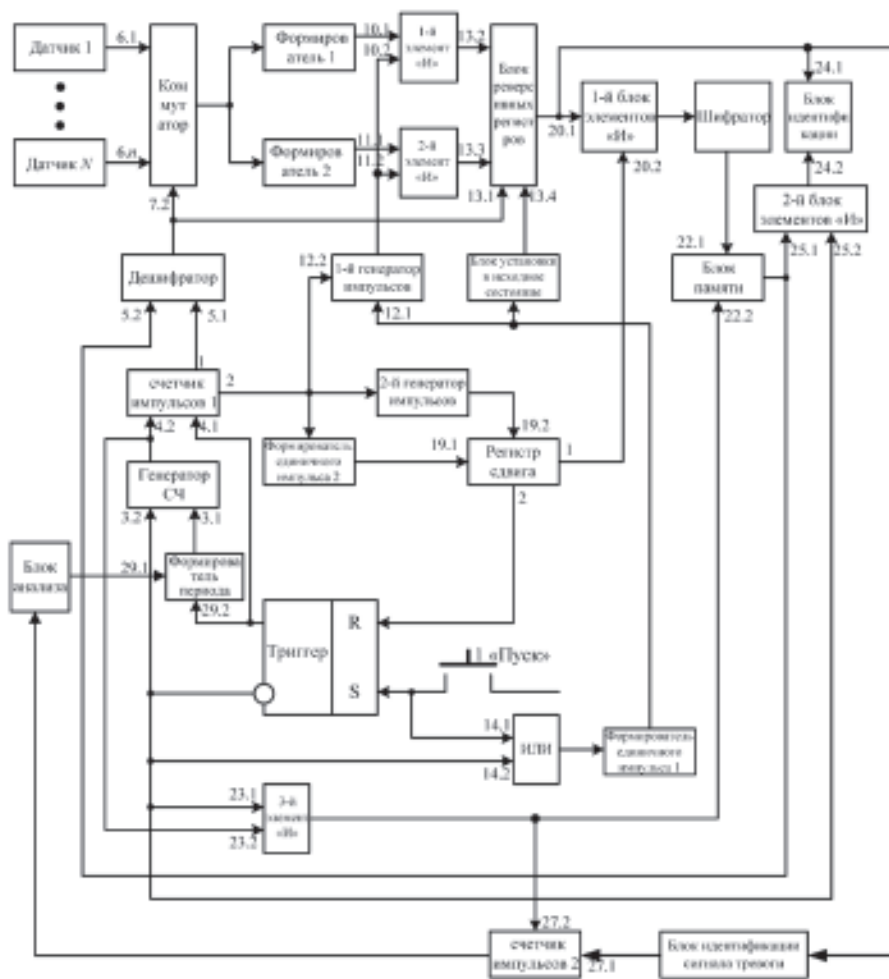 Датчик 1
6.1
Ком
мут
атор
Датчик N
6.n
7.2
Формиров
атель 1
Формиров
атель 2
10.1
10.2
11.1
11.2
1-й
элемент
«И»
2-й
элемент
«И»
13.2
13.3
13.1
13.4
Блок
реверс
ивных
регист
ров
20.1
1-й блок
элементов
«И»
20.2
Шифратор
24.1
Блок
идентифи
кации
24.2
2-й блок
элементов «И»
25.1
25.2
22.1
Блок
памяти
22.2
Дешифратор
5.2
5.1
12.2
1-й генератор
импульсов
12.1
Блок установки
в исходное
состояние
1
2
счетчик
импульсов 1
4.2
4.1
2-й генератор
импульсов
19.2
Формирователь
единичного
импульса 2
19.1
Регистр
сдвига
1
2
Генератор
СЧ
3.2
3.1
Блок
анализа
29.1
Формирова
тель
периода
29.2
Триггер
R
S
1 «Пуск»
14.1
14.2
ИЛИ
Формирователь
единичного
импульса 1
23.1
23.2
3-й
элемент
«И»
27.2
счетчик
импульсов 2
27.1
Блок идентификации
сигнала тревоги